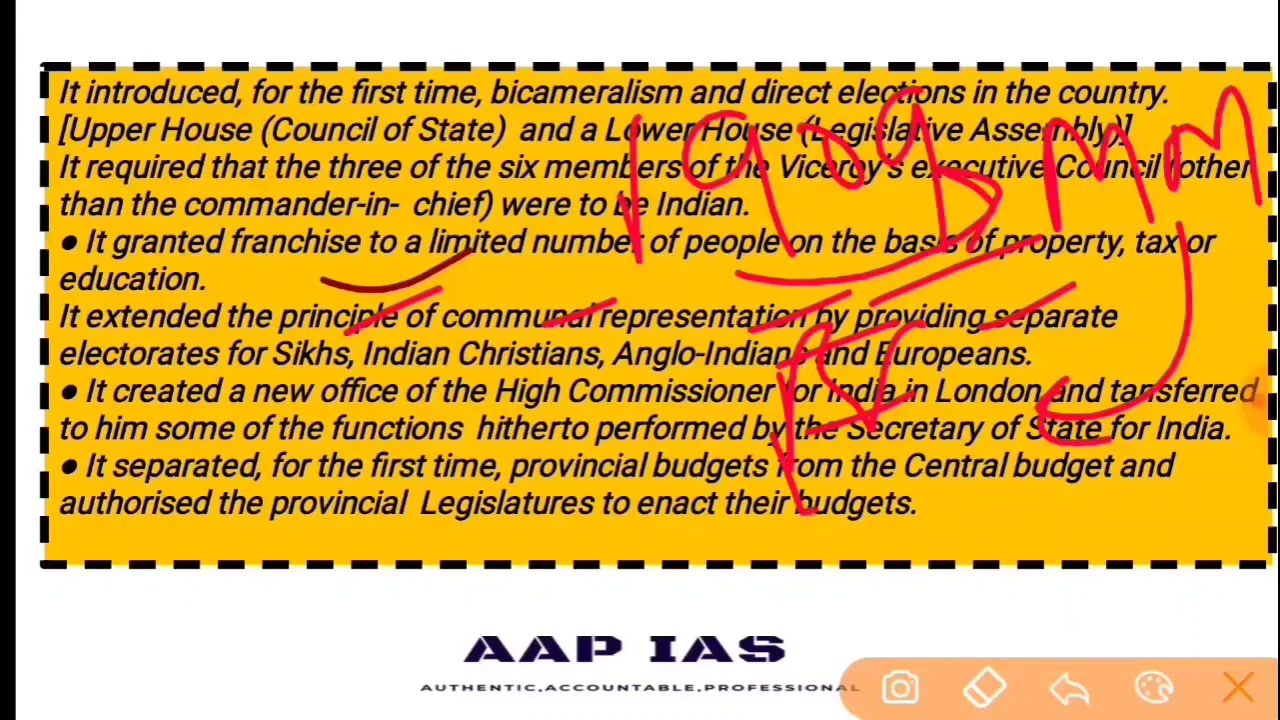 It introduced, for the first time, bicameralism and direct elections in the country.
[Upper House (Council of State) and a Lower House (Legislative Assembly)]
It required that the three of the six members of the Viceroy's executive Council (other
than the commander-in- chief) were to be Indian.
● It granted franchise to a limited number of people on the basis of property, tax or
education.
It extended the principle of communal representation by providing separate
electorates for Sikhs, Indian Christians, Anglo-Indians and Europeans.
● It created a new office of the High Commissioner for India in London and tansferred
to him some of the functions hitherto performed by the Secretary of State for India.
● It separated, for the first time, provincial budgets from the Central budget and
authorised the provincial Legislatures to enact their budgets.
1909
AAP IAS
AUTHENTIC,ACCOUNTABLE,PROFESSIONAL